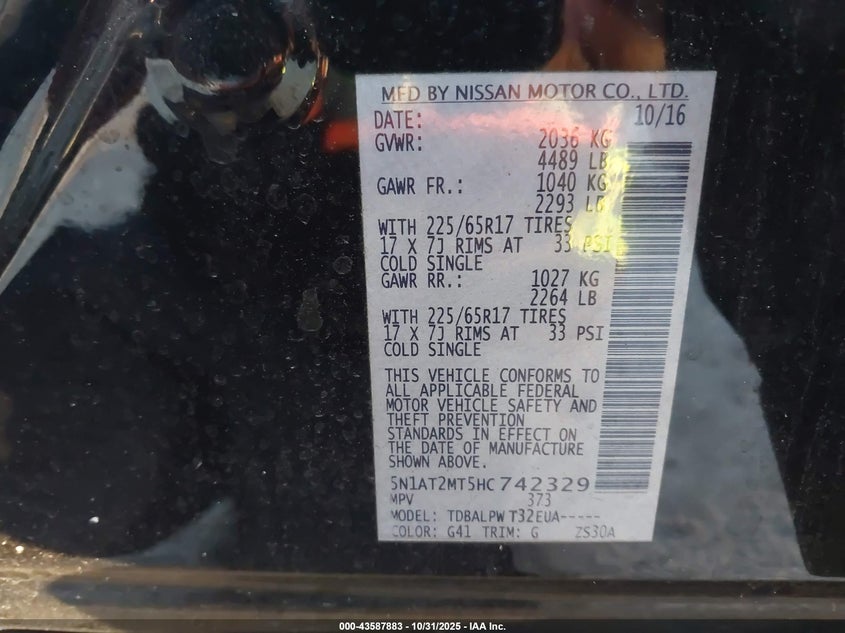 MFD BY NISSAN MOTOR CO., LTD.
DATE: 10/16
GVWR: 2036 KG
4489 LB
GAWR FR.: 1040 KG
2293 LB
WITH 225/65R17 TIRES
17 X 7J RIMS AT 33 PSI
COLD SINGLE
GAWR RR.: 1027 KG
2264 LB
WITH 225/65R17 TIRES
17 X 7J RIMS AT 33 PSI
COLD SINGLE
THIS VEHICLE CONFORMS TO
ALL APPLICABLE FEDERAL
MOTOR VEHICLE SAFETY AND
THEFT PREVENTION
STANDARDS IN EFFECT ON
THE DATE OF MANUFACTURE
SHOWN ABOVE.
5N1AT2MT5HC742329
MPV 373
MODEL: TDBALPW T32EUA-----
COLOR: G41 TRIM: G ZS30A
000-43587883 - 10/31/2025 - IAA Inc.